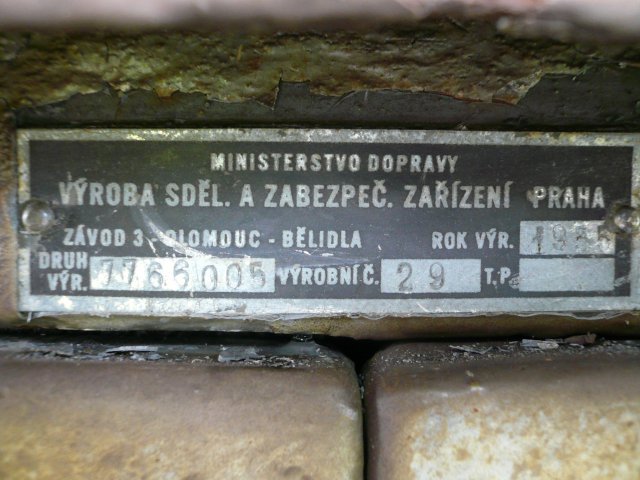 MINISTERSTVO DOPRAVY
VÝROBA SDĚL. A ZABEZPEČ. ZAŘÍZENÍ PRAHA
ZÁVOD 3 OLOMOUC - BĚLIDLA ROK VÝR.
DRUH VÝR. 7766005 VÝROBNÍ Č. 29 T.P.